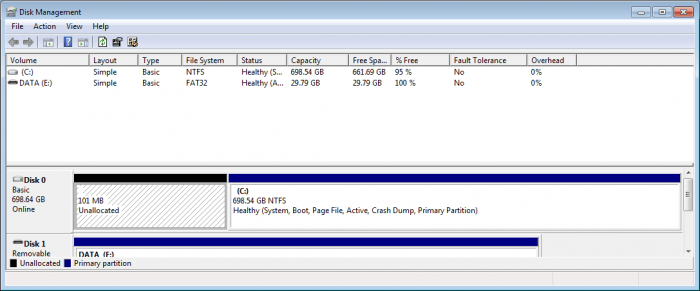 Disk Management
File Action View Help
Volume Layout Type File System Status Capacity Free Spa... % Free Fault Tolerance Overhead
(C:) Simple Basic NTFS Healthy (S... 698.54 GB 661.69 GB 95 % No 0%
DATA (E:) Simple Basic FAT32 Healthy (A... 29.79 GB 29.79 GB 100 % No 0%
Disk 0
Basic
698.64 GB
Online
101 MB
Unallocated
(C:)
698.54 GB NTFS
Healthy (System, Boot, Page File, Active, Crash Dump, Primary Partition)
Disk 1
Removable
DATA (E:)
Unallocated Primary partition